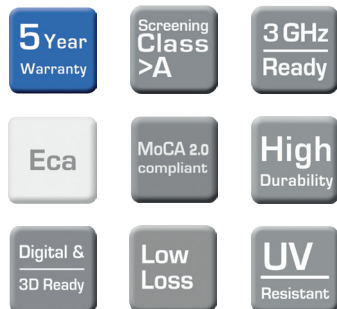 5 Year
Warranty
Screening
Class
>A
3 GHz
Ready
Eca
MoCA 2.0
compliant
High
Durability
Digital &
3D Ready
Low
Loss
UV
Resistant